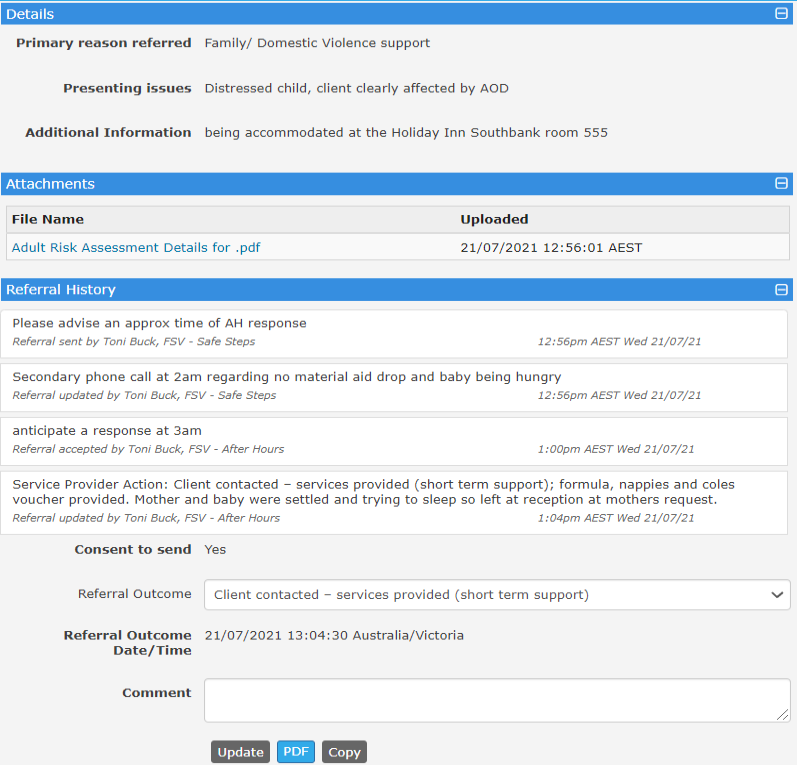 Details
Primary reason referred Family/ Domestic Violence support
Presenting issues Distressed child, client clearly affected by AOD
Additional Information being accommodated at the Holiday Inn Southbank room 555
Attachments
File Name Uploaded
Adult Risk Assessment Details for .pdf 21/07/2021 12:56:01 AEST
Referral History
Please advise an approx time of AH response
Referral sent by Toni Buck, FSV - Safe Steps 12:56pm AEST Wed 21/07/21
Secondary phone call at 2am regarding no material aid drop and baby being hungry
Referral updated by Toni Buck, FSV - Safe Steps 12:56pm AEST Wed 21/07/21
anticipate a response at 3am
Referral accepted by Toni Buck, FSV - After Hours 1:00pm AEST Wed 21/07/21
Service Provider Action: Client contacted – services provided (short term support); formula, nappies and coles
voucher provided. Mother and baby were settled and trying to sleep so left at reception at mothers request.
Referral updated by Toni Buck, FSV - After Hours 1:04pm AEST Wed 21/07/21
Consent to send Yes
Referral Outcome Client contacted – services provided (short term support)
Referral Outcome 21/07/2021 13:04:30 Australia/Victoria
Date/Time
Comment
Update PDF Copy